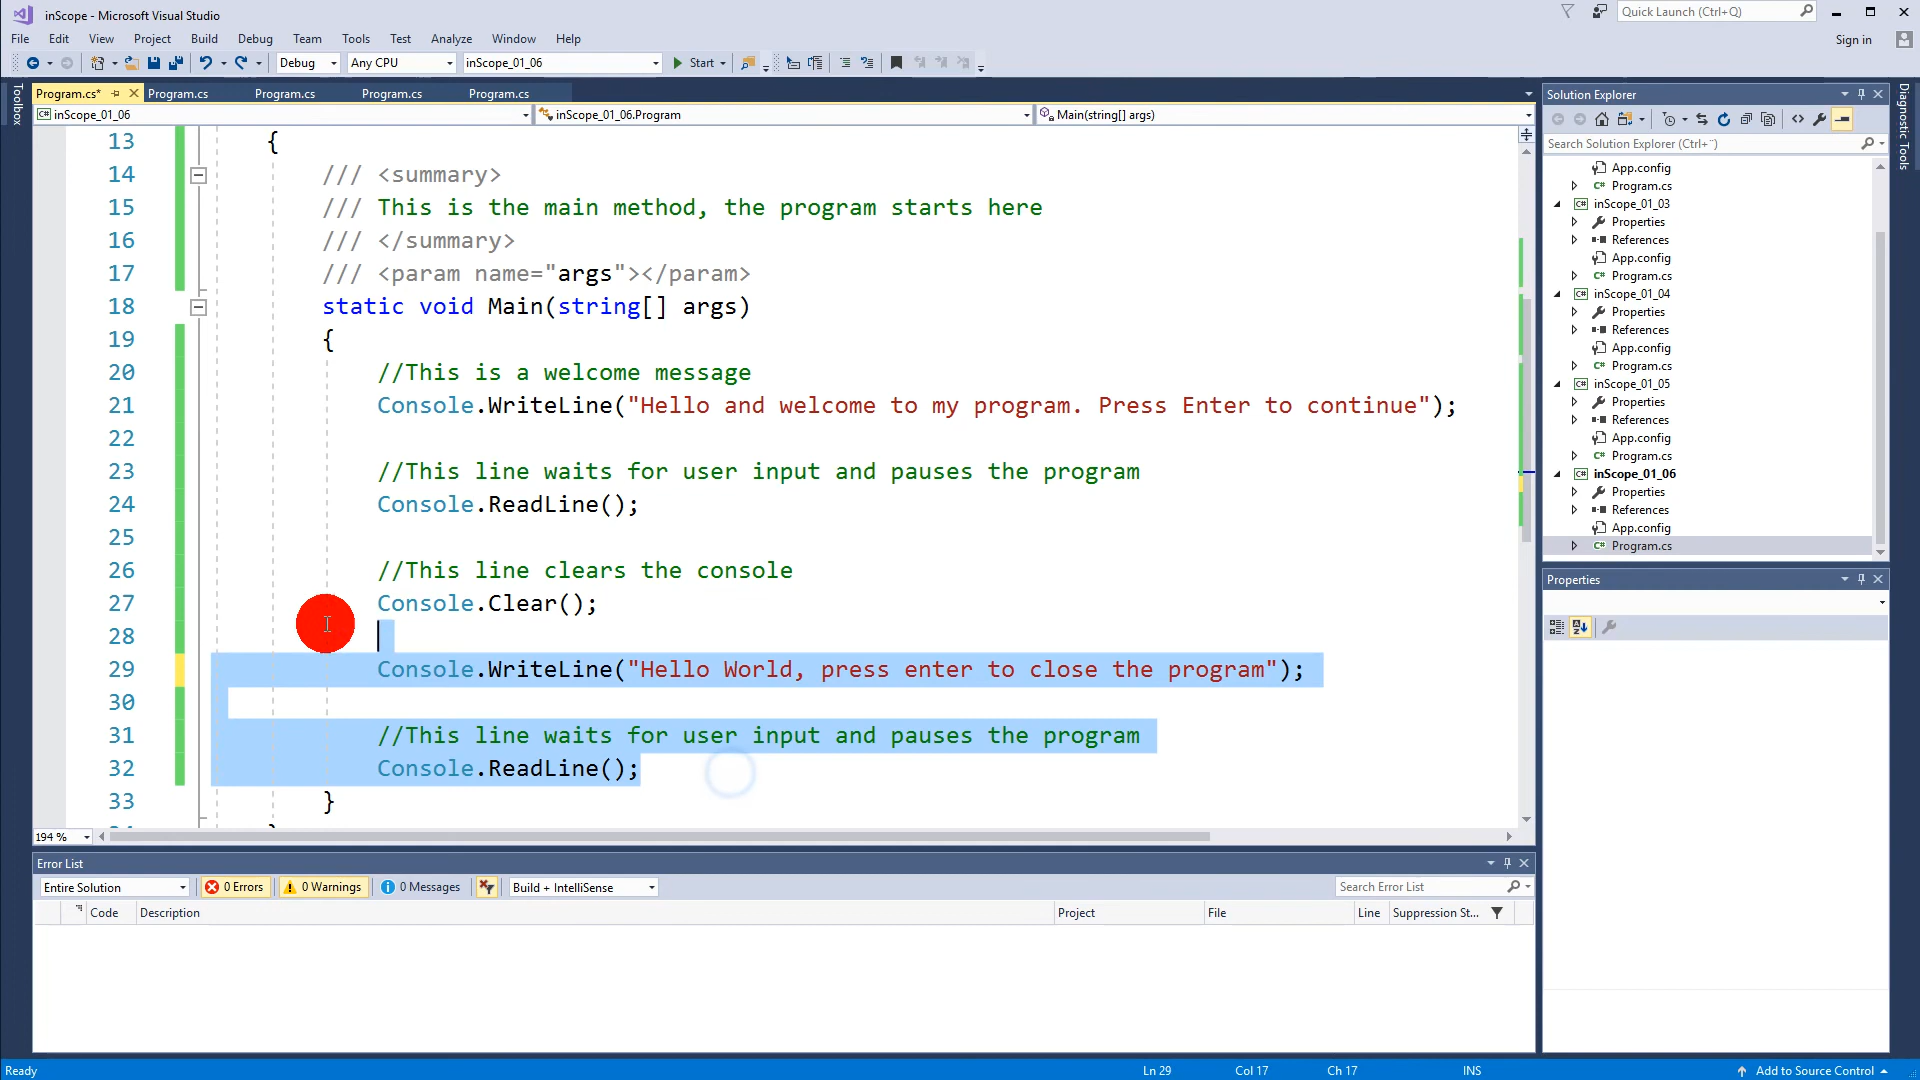 inScope - Microsoft Visual Studio
Quick Launch (Ctrl+Q)
File Edit View Project Build Debug Team Tools Test Analyze Window Help
Sign in
Debug Any CPU inScope_01_06 Start
Toolbox
Program.cs* Program.cs Program.cs Program.cs Program.cs
inScope_01_06 inScope_01_06.Program Main(string[] args)
13 {
14 /// <summary>
15 /// This is the main method, the program starts here
16 /// </summary>
17 /// <param name="args"></param>
18 static void Main(string[] args)
19 {
20 //This is a welcome message
21 Console.WriteLine("Hello and welcome to my program. Press Enter to continue");
22
23 //This line waits for user input and pauses the program
24 Console.ReadLine();
25
26 //This line clears the console
27 Console.Clear();
28
29 Console.WriteLine("Hello World, press enter to close the program");
30
31 //This line waits for user input and pauses the program
32 Console.ReadLine();
33 }
194 %
Error List
Entire Solution 0 Errors 0 Warnings 0 Messages Build + IntelliSense Search Error List
Code Description Project File Line Suppression St...
Solution Explorer
Search Solution Explorer (Ctrl+¨)
App.config
C# Program.cs
C# inScope_01_03
Properties
References
App.config
C# Program.cs
C# inScope_01_04
Properties
References
App.config
C# Program.cs
C# inScope_01_05
Properties
References
App.config
C# Program.cs
C# inScope_01_06
Properties
References
App.config
C# Program.cs
Properties
Diagnostic Tools
Ready Ln 29 Col 17 Ch 17 INS Add to Source Control